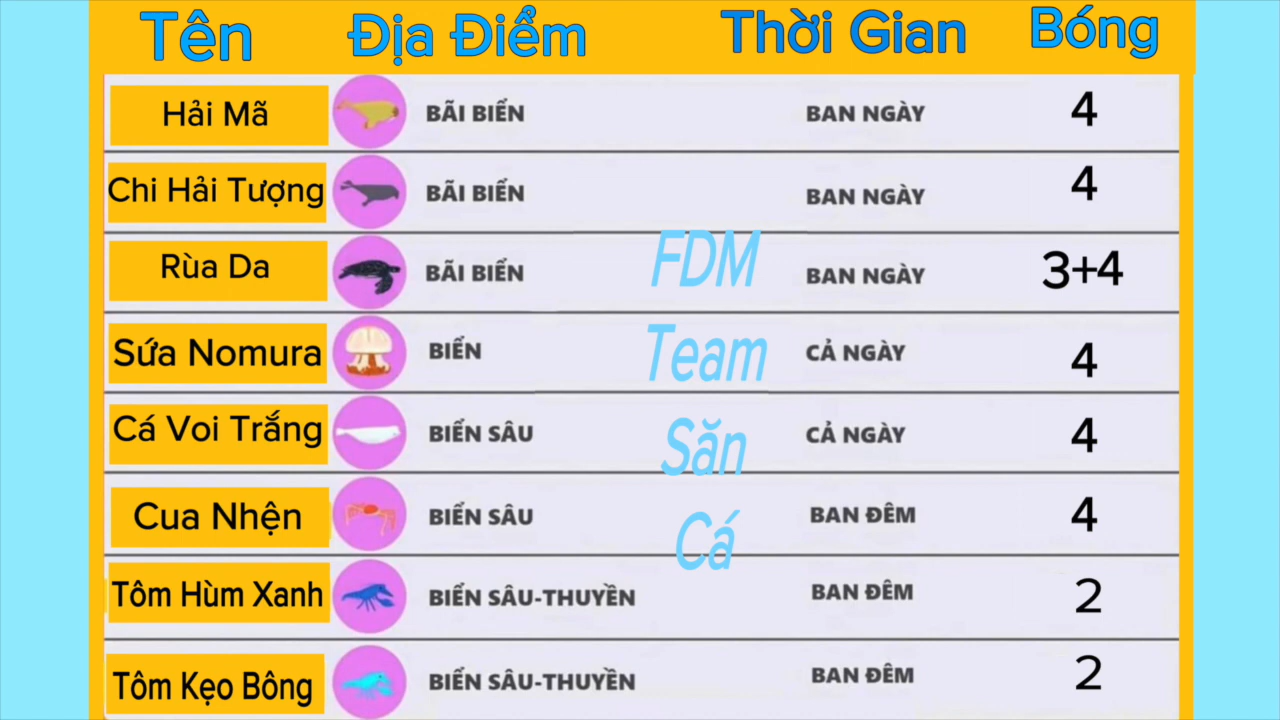 Tên Địa Điểm Thời Gian Bóng
Hải Mã BÃI BIỂN BAN NGÀY 4
Chi Hải Tượng BÃI BIỂN BAN NGÀY 4
Rùa Da BÃI BIỂN BAN NGÀY 3+4
Sứa Nomura BIỂN CẢ NGÀY 4
Cá Voi Trắng BIỂN SÂU CẢ NGÀY 4
Cua Nhện BIỂN SÂU BAN ĐÊM 4
Tôm Hùm Xanh BIỂN SÂU-THUYỀN BAN ĐÊM 2
Tôm Kẹo Bông BIỂN SÂU-THUYỀN BAN ĐÊM 2
FDM
Team
Săn
Cá